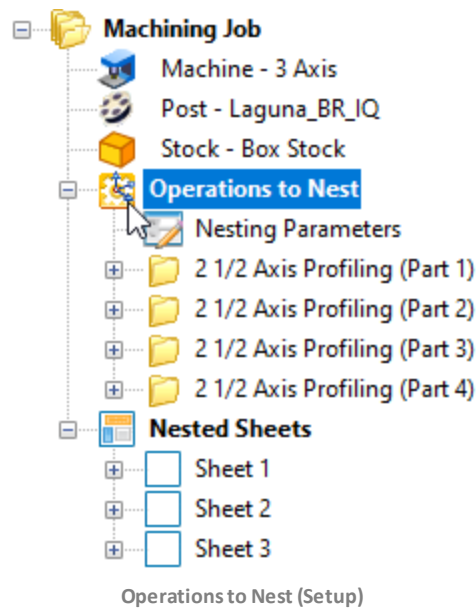 Machining Job
Machine - 3 Axis
Post - Laguna_BR_IQ
Stock - Box Stock
Operations to Nest
Nesting Parameters
2 1/2 Axis Profiling (Part 1)
2 1/2 Axis Profiling (Part 2)
2 1/2 Axis Profiling (Part 3)
2 1/2 Axis Profiling (Part 4)
Nested Sheets
Sheet 1
Sheet 2
Sheet 3
Operations to Nest (Setup)